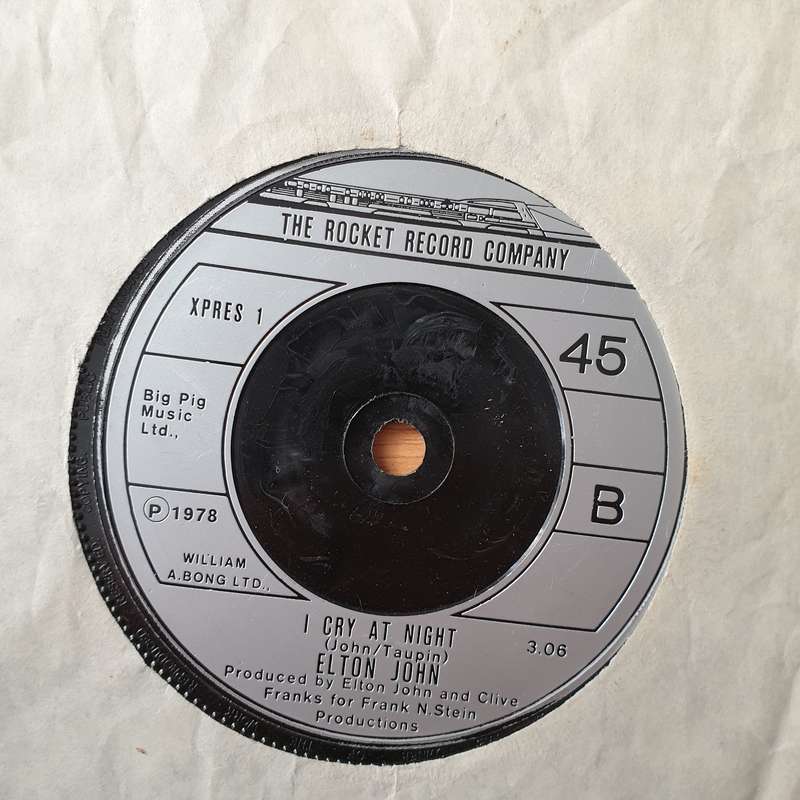 THE ROCKET RECORD COMPANY
XPRES 1
45
Big Pig
Music
Ltd.,
B
Ⓟ 1978
WILLIAM
A.BONG LTD.,
I CRY AT NIGHT
3.06
(John/Taupin)
ELTON JOHN
Produced by Elton John and Clive
Franks for Frank N.Stein
Productions